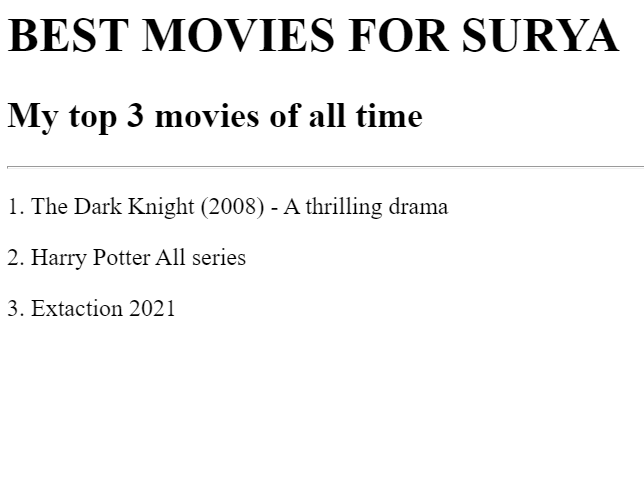 BEST MOVIES FOR SURYA
My top 3 movies of all time
1. The Dark Knight (2008) - A thrilling drama
2. Harry Potter All series
3. Extaction 2021